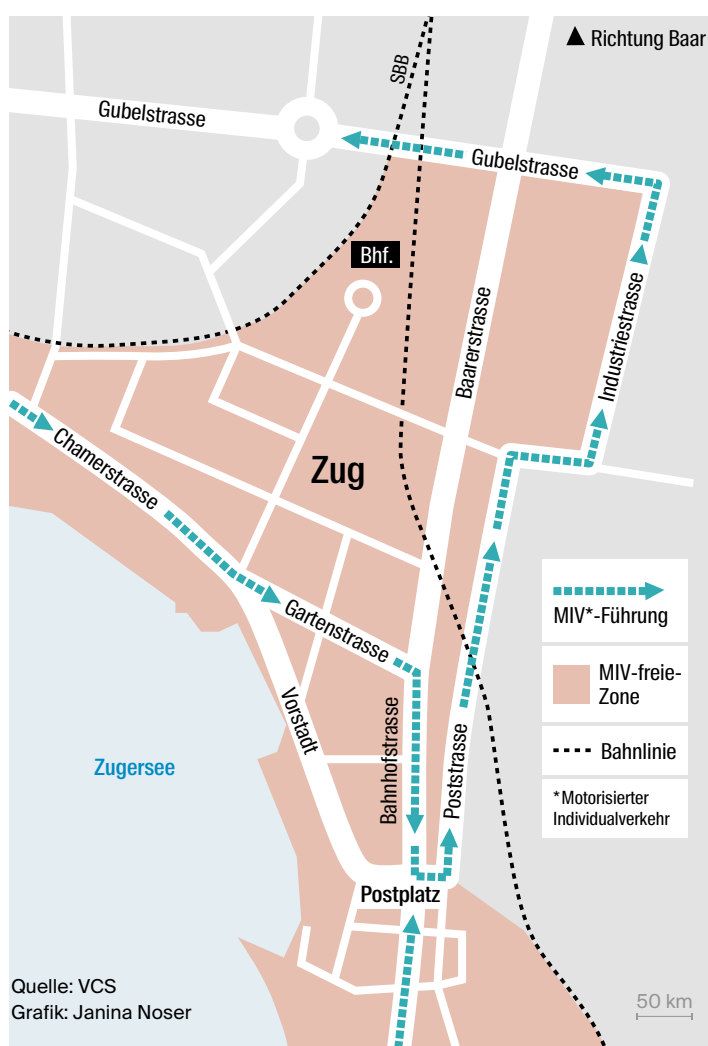 ▲ Richtung Baar
SBB
Gubelstrasse
Gubelstrasse
Bhf.
Baarerstrasse
Industriestrasse
Chamerstrasse
Zug
Gartenstrasse
Vorstadt
Bahnhofstrasse
Poststrasse
Zugersee
Postplatz
MIV*-Führung
MIV-freie-
Zone
Bahnlinie
*Motorisierter
Individualverkehr
Quelle: VCS
Grafik: Janina Noser
50 km